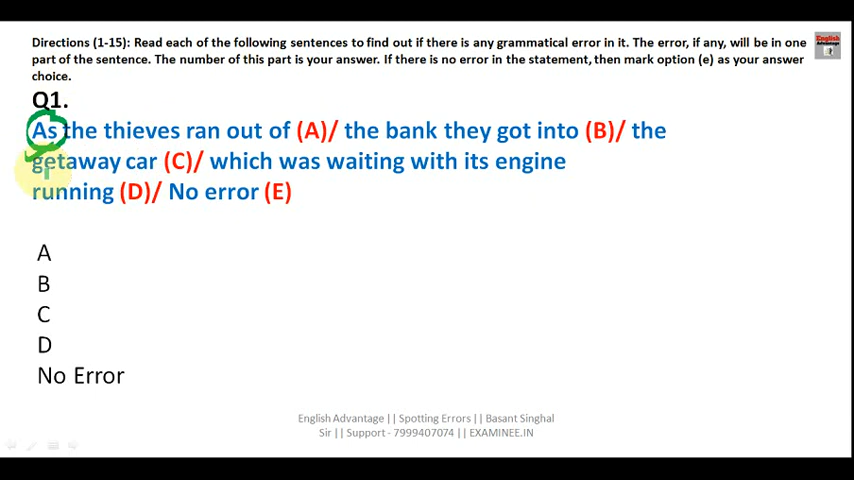 Directions (1-15): Read each of the following sentences to find out if there is any grammatical error in it. The error, if any, will be in one
part of the sentence. The number of this part is your answer. If there is no error in the statement, then mark option (e) as your answer
choice.
English
Advantage
Q1.
As the thieves ran out of (A)/ the bank they got into (B)/ the
getaway car (C)/ which was waiting with its engine
running (D)/ No error (E)
A
B
C
D
No Error
English Advantage || Spotting Errors || Basant Singhal
Sir || Support - 7999407074 || EXAMINEE.IN